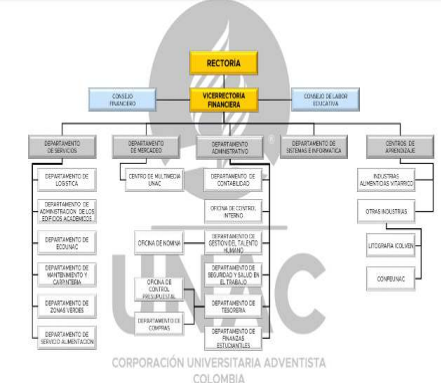 RECTORÍA
CONSEJO
FINANCIERO
VICERRECTORIA
FINANCIERA
CONSEJO DE LABOR
EDUCATIVA
DEPARTAMENTO
DE SERVICIOS
DEPARTAMENTO
DE MERCADEO
DEPARTAMENTO
ADMINISTRATIVO
DEPARTAMENTO DE
SISTEMAS E INFORMATICA
CENTROS DE
APRENDIZAJE
DEPARTAMENTO DE
LOGISTICA
DEPARTAMENTO DE
ADMINISTRACION DE LOS
EDIFICIOS ACADEMICOS
DEPARTAMENTO DE
ECOUNAC
DEPARTAMENTO DE
MANTENIMIENTO Y
CARPINTERIA
DEPARTAMENTO DE
ZONAS VERDES
DEPARTAMENTO DE
SERVICIO ALIMENTACION
CENTRO DE MULTIMEDIA
UNAC
DEPARTAMENTO DE
CONTABILIDAD
OFICINA DE CONTROL
INTERNO
OFICINA DE NOMINA
DEPARTAMENTO DE
GESTION DEL TALENTO
HUMANO
OFICINA DE
CONTROL
PRESUPUESTAL
DEPARTAMENTO DE
SEGURIDAD Y SALUD EN
EL TRABAJO
DEPARTAMENTO DE
COMPRAS
DEPARTAMENTO DE
TESORERIA
DEPARTAMENTO DE
FINANZAS
ESTUDIANTILES
INDUSTRIAS
ALIMENTICIAS VITARRICO
OTRAS INDUSTRIAS
LITOGRAFIA ICOLVEN
CONFEUNAC
UNAC
CORPORACIÓN UNIVERSITARIA ADVENTISTA
COLOMBIA